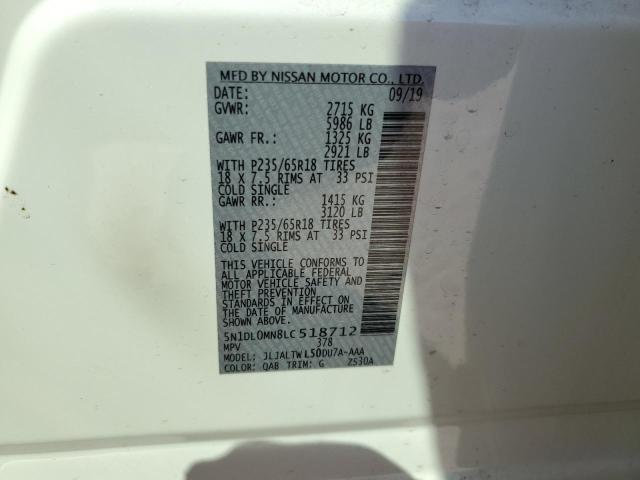 MFD BY NISSAN MOTOR CO., LTD.
DATE: 09/19
GVWR: 2715 KG
5986 LB
GAWR FR.: 1325 KG
2921 LB
WITH P235/65R18 TIRES
18 X 7.5 RIMS AT 33 PSI
COLD SINGLE
GAWR RR.: 1415 KG
3120 LB
WITH P235/65R18 TIRES
18 X 7.5 RIMS AT 33 PSI
COLD SINGLE
THIS VEHICLE CONFORMS TO
ALL APPLICABLE FEDERAL
MOTOR VEHICLE SAFETY AND
THEFT PREVENTION
STANDARDS IN EFFECT ON
THE DATE OF MANUFACTURE
SHOWN ABOVE.
5N1DL0MN8LC518712
MPV 378
MODEL: JLJALTWL50DU7A-AAA
COLOR: QAB TRIM: G Z530A